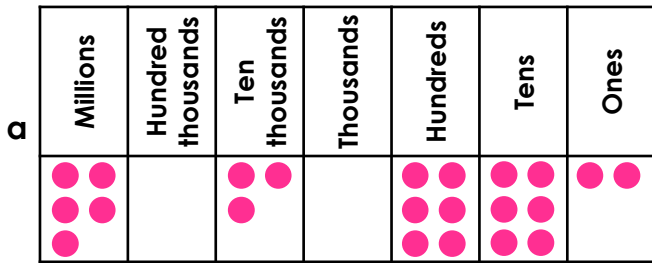 a
Millions
Hundred
thousands
Ten
thousands
Thousands
Hundreds
Tens
Ones